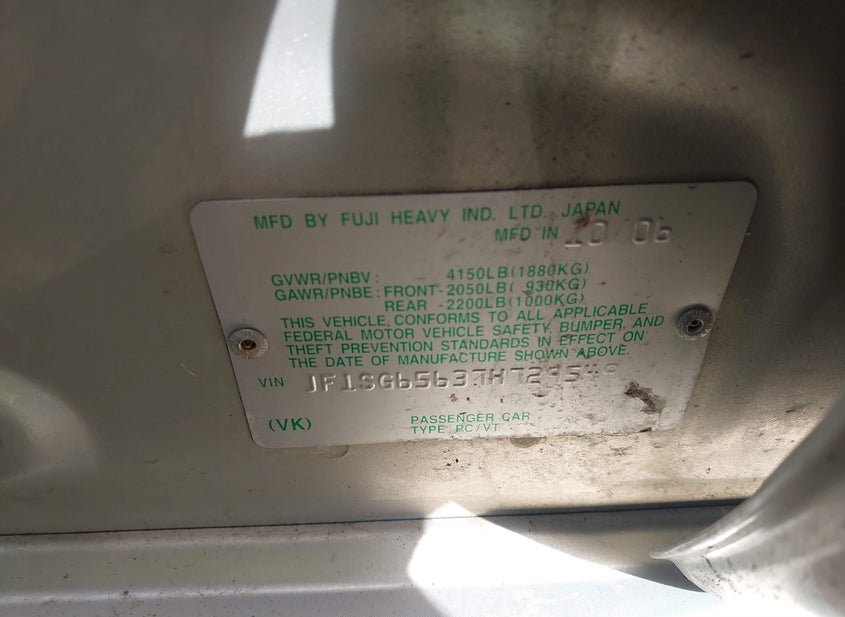 MFD BY FUJI HEAVY IND. LTD. JAPAN
MFD IN 10 06
GVWR/PNBV: 4150LB(1880KG)
GAWR/PNBE: FRONT-2050LB( 930KG)
REAR -2200LB(1000KG)
THIS VEHICLE CONFORMS TO ALL APPLICABLE
FEDERAL MOTOR VEHICLE SAFETY, BUMPER, AND
THEFT PREVENTION STANDARDS IN EFFECT ON
THE DATE OF MANUFACTURE SHOWN ABOVE.
VIN JF1SG65637H729549
(VK) PASSENGER CAR
TYPE PC/VT